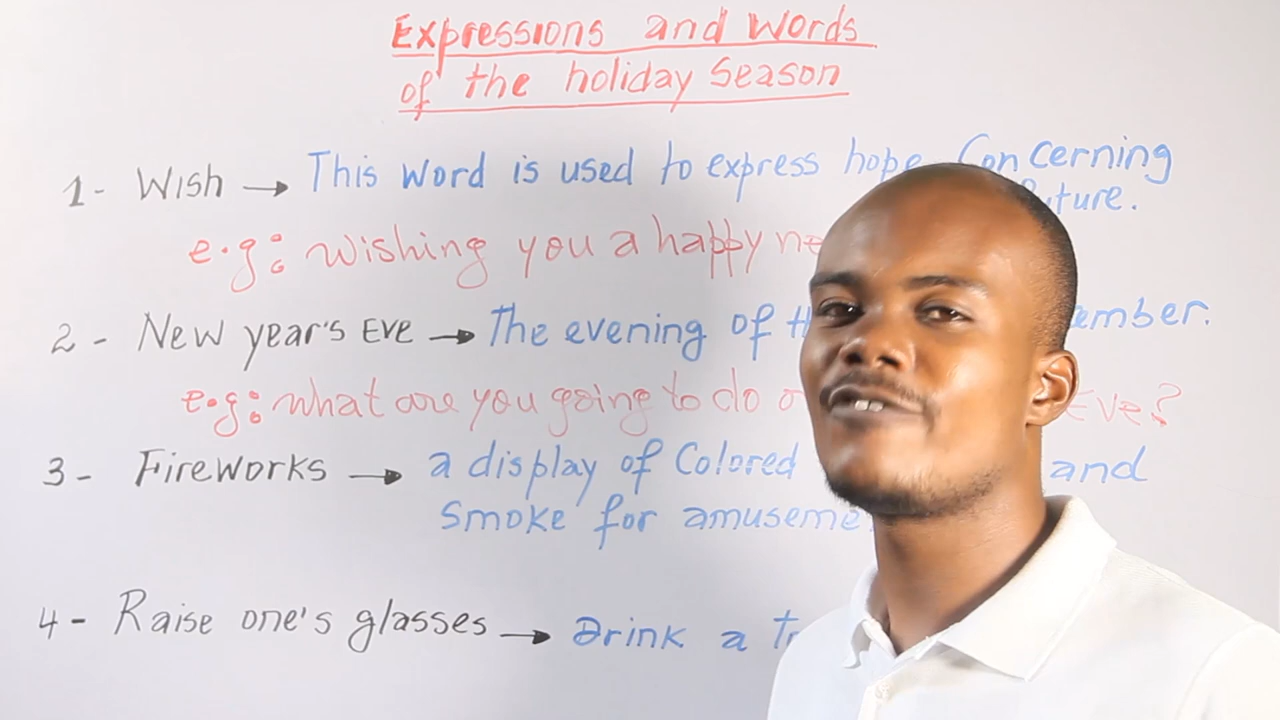 Expressions and words
of the holiday season
1- Wish → This word is used to express hope Concerning
future.
e.g: wishing you a happy
2 - New year's Eve → The evening of
e.g: what are you going to do Eve?
3 - Fireworks → a display of Colored and
Smoke for
4 - Raise one's glasses → Drink a